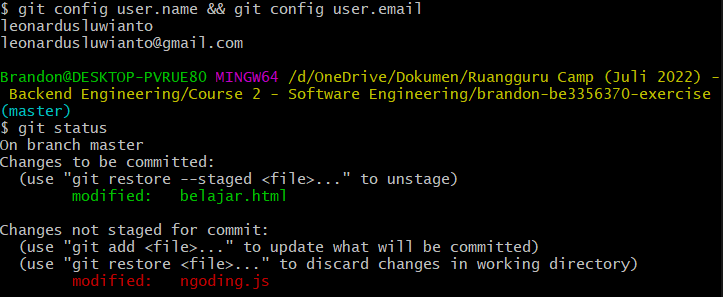 $ git config user.name && git config user.email
leonardusluwianto
leonardusluwianto@gmail.com
Brandon@DESKTOP-PVRUE80 MINGW64 /d/OneDrive/Dokumen/Ruangguru Camp (Juli 2022) -
 Backend Engineering/Course 2 - Software Engineering/brandon-be3356370-exercise
(master)
$ git status
On branch master
Changes to be committed:
  (use "git restore --staged <file>..." to unstage)
        modified:   belajar.html
Changes not staged for commit:
  (use "git add <file>..." to update what will be committed)
  (use "git restore <file>..." to discard changes in working directory)
        modified:   ngoding.js